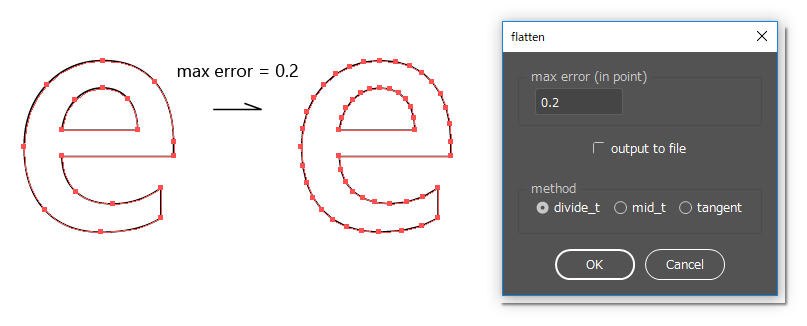 max error = 0.2
flatten
max error (in point)
0.2
output to file
method
divide_t mid_t tangent
OK Cancel